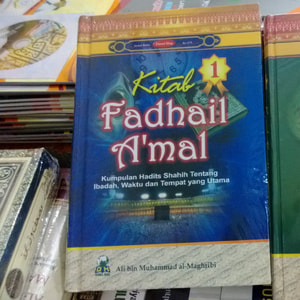 Kitab 1
Fadhail
A'mal
Kumpulan Hadits Shahih Tentang
Ibadah, Waktu dan Tempat yang Utama
Ali bin Muhammad al-Maghribi